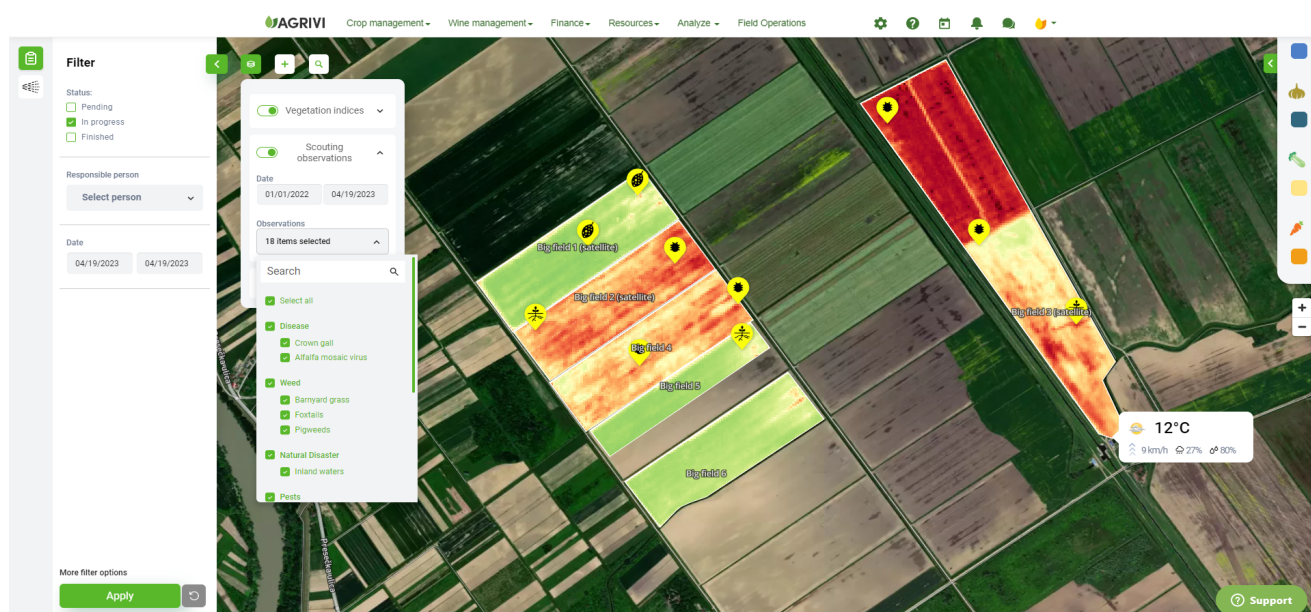 AGRIVI
Crop management
Wine management
Finance
Resources
Analyze
Field Operations
Filter
Status:
Pending
In progress
Finished
Responsible person
Select person
Date
04/19/2023
04/19/2023
More filter options
Apply
Vegetation indices
Scouting
observations
Date
01/01/2022
04/19/2023
Observations
18 items selected
Search
Select all
Disease
Crown gall
Alfalfa mosaic virus
Weed
Barnyard grass
Foxtails
Pigweeds
Natural Disaster
Inland waters
Pests
Big field 1 (satellite)
Big field 2 (satellite)
Big field 4
Big field 5
Big field 6
Big field 3 (satellite)
Presečka ulica
Presečka ulica
12°C
9 km/h
27%
80%
+
−
Support